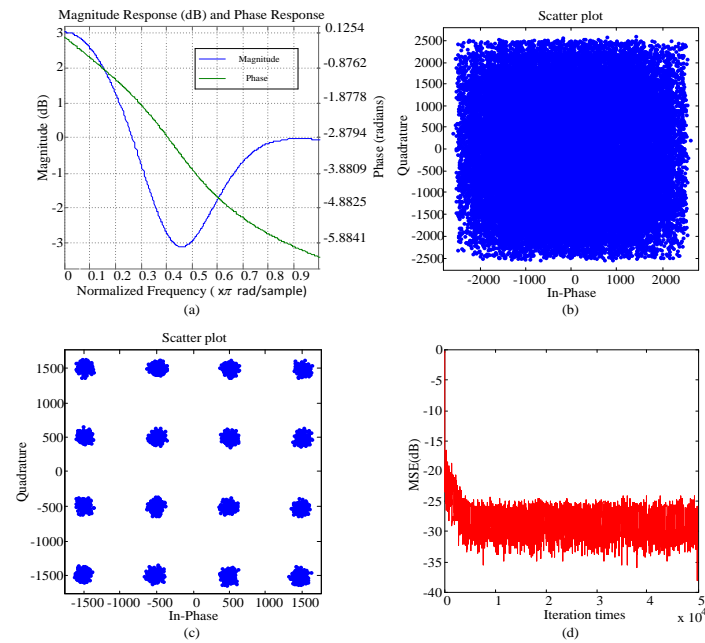 Magnitude Response (dB) and Phase Response
3
2
1
0
-1
-2
-3
Magnitude (dB)
Magnitude
Phase
0.1254
-0.8762
-1.8778
-2.8794
-3.8809
-4.8825
-5.8841
Phase (radians)
0 0.1 0.2 0.3 0.4 0.5 0.6 0.7 0.8 0.9
Normalized Frequency ( xπ rad/sample)
(a)
Scatter plot
2500
2000
1500
1000
500
0
-500
-1000
-1500
-2000
-2500
Quadrature
-2000 -1000 0 1000 2000
In-Phase
(b)
Scatter plot
1500
1000
500
0
-500
-1000
-1500
Quadrature
-1500 -1000 -500 0 500 1000 1500
In-Phase
(c)
0
-5
-10
-15
-20
-25
-30
-35
-40
MSE(dB)
0 1 2 3 4 5
x 10⁴
Iteration times
(d)